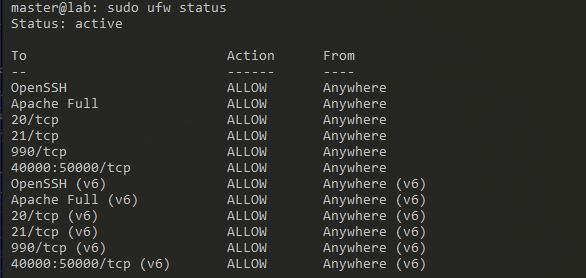 master@lab: sudo ufw status
Status: active
To Action From
-- ------ ----
OpenSSH ALLOW Anywhere
Apache Full ALLOW Anywhere
20/tcp ALLOW Anywhere
21/tcp ALLOW Anywhere
990/tcp ALLOW Anywhere
40000:50000/tcp ALLOW Anywhere
OpenSSH (v6) ALLOW Anywhere (v6)
Apache Full (v6) ALLOW Anywhere (v6)
20/tcp (v6) ALLOW Anywhere (v6)
21/tcp (v6) ALLOW Anywhere (v6)
990/tcp (v6) ALLOW Anywhere (v6)
40000:50000/tcp (v6) ALLOW Anywhere (v6)